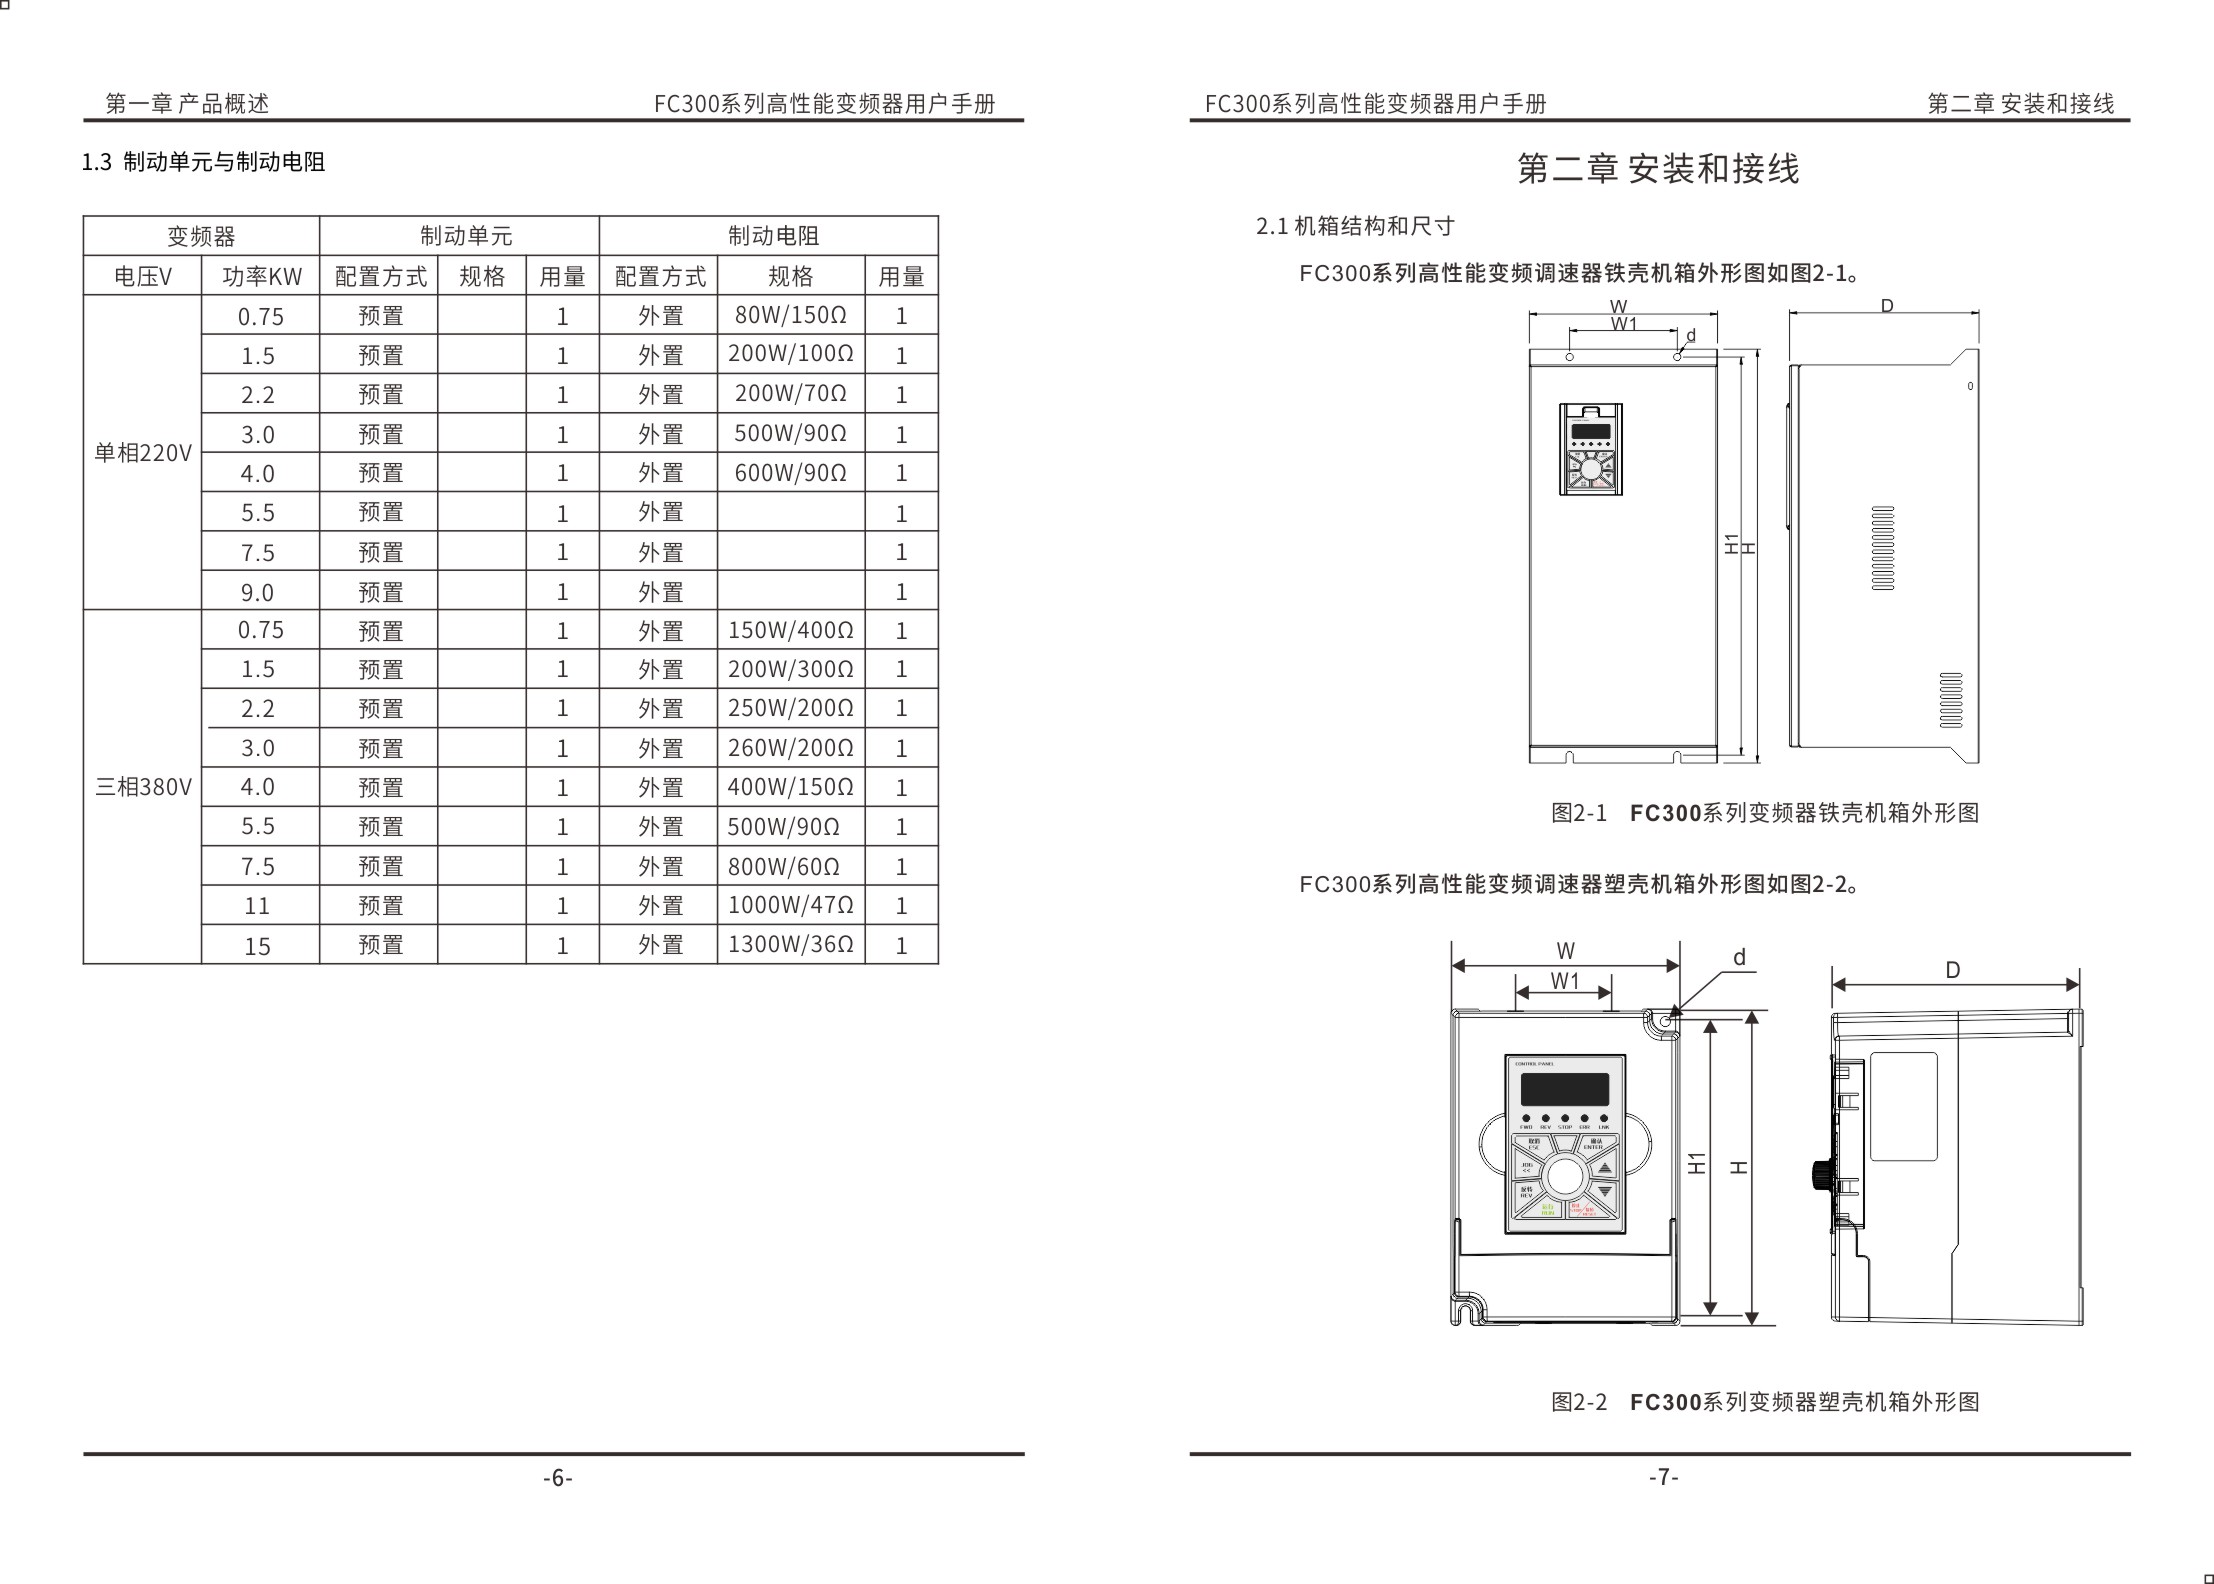 第一章 产品概述 FC300系列高性能变频器用户手册
1.3 制动单元与制动电阻
变频器 制动单元 制动电阻
电压V 功率KW 配置方式 规格 用量 配置方式 规格 用量
单相220V
0.75 预置 1 外置 80W/150Ω 1
1.5 预置 1 外置 200W/100Ω 1
2.2 预置 1 外置 200W/70Ω 1
3.0 预置 1 外置 500W/90Ω 1
4.0 预置 1 外置 600W/90Ω 1
5.5 预置 1 外置 1
7.5 预置 1 外置 1
9.0 预置 1 外置 1
三相380V
0.75 预置 1 外置 150W/400Ω 1
1.5 预置 1 外置 200W/300Ω 1
2.2 预置 1 外置 250W/200Ω 1
3.0 预置 1 外置 260W/200Ω 1
4.0 预置 1 外置 400W/150Ω 1
5.5 预置 1 外置 500W/90Ω 1
7.5 预置 1 外置 800W/60Ω 1
11 预置 1 外置 1000W/47Ω 1
15 预置 1 外置 1300W/36Ω 1
-6-
FC300系列高性能变频器用户手册 第二章 安装和接线
第二章 安装和接线
2.1 机箱结构和尺寸
FC300系列高性能变频调速器铁壳机箱外形图如图2-1。
W
W1
d
H1
H
D
图2-1 FC300系列变频器铁壳机箱外形图
FC300系列高性能变频调速器塑壳机箱外形图如图2-2。
W
W1
d
D
CONTROL PANEL
FWD REV STOP ERR LNK
取消
ESC
确认
ENTER
JOG
<<
反转
REV
RUN
H1
H
图2-2 FC300系列变频器塑壳机箱外形图
-7-